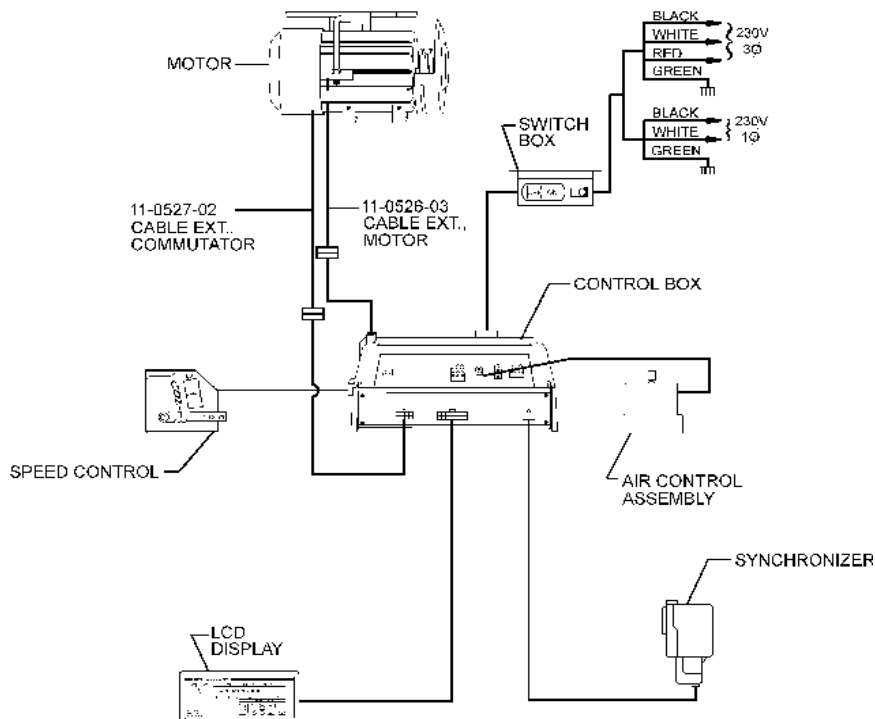 BLACK
WHITE
RED
GREEN
230V
3Ø
MOTOR
BLACK
WHITE
GREEN
230V
1Ø
SWITCH
BOX
11-0527-02
CABLE EXT.,
COMMUTATOR
11-0526-03
CABLE EXT.,
MOTOR
CONTROL BOX
SPEED CONTROL
AIR CONTROL
ASSEMBLY
SYNCHRONIZER
LCD
DISPLAY